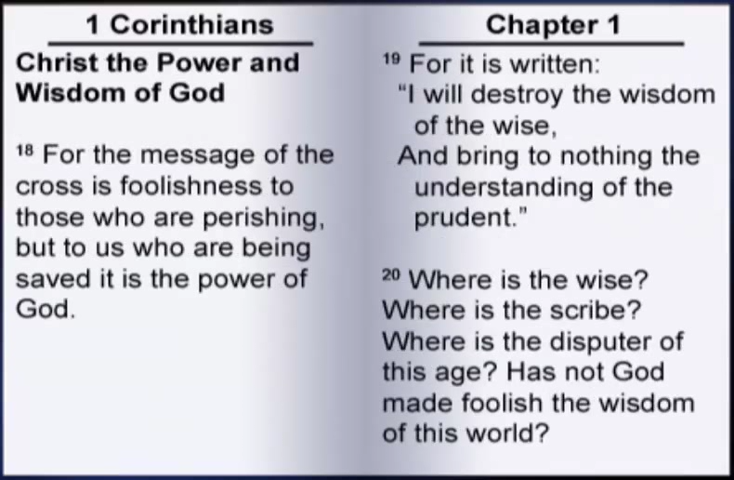 1 Corinthians
Christ the Power and
Wisdom of God
18 For the message of the
cross is foolishness to
those who are perishing,
but to us who are being
saved it is the power of
God.
Chapter 1
19 For it is written:
“I will destroy the wisdom
of the wise,
And bring to nothing the
understanding of the
prudent.”
20 Where is the wise?
Where is the scribe?
Where is the disputer of
this age? Has not God
made foolish the wisdom
of this world?